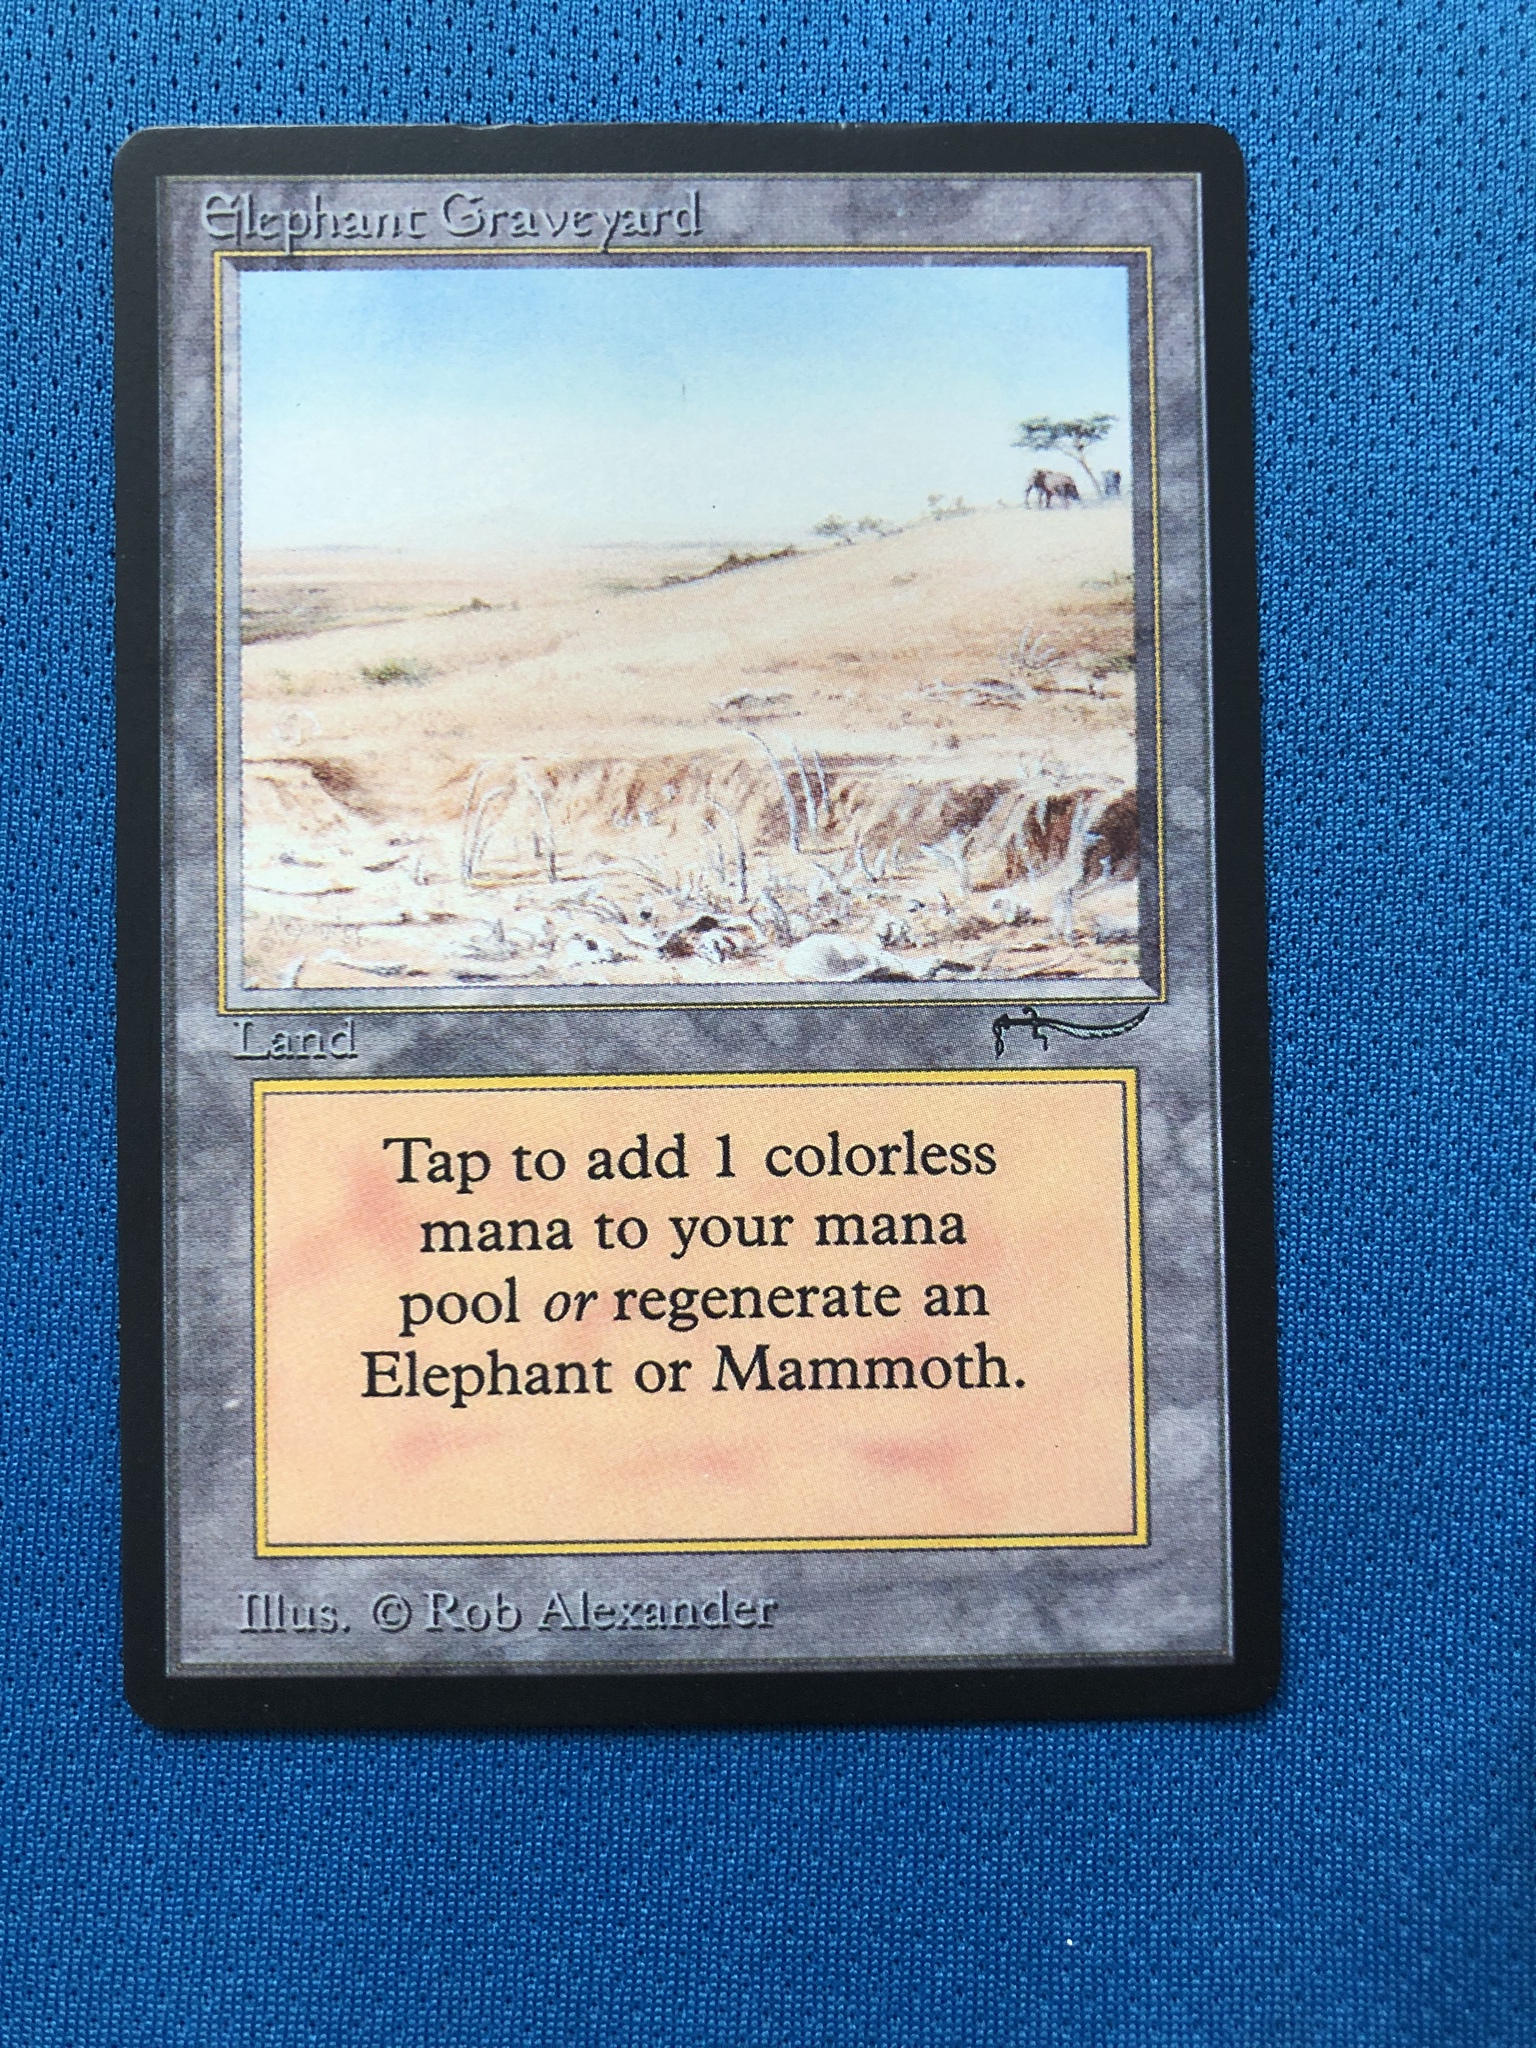 Elephant Graveyard
Land
Tap to add 1 colorless
mana to your mana
pool or regenerate an
Elephant or Mammoth.
Illus. © Rob Alexander